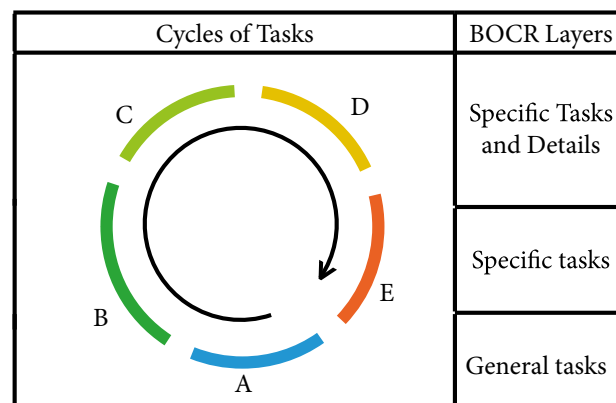 Cycles of Tasks
BOCR Layers
C
D
Specific Tasks
and Details
B
E
Specific tasks
A
General tasks